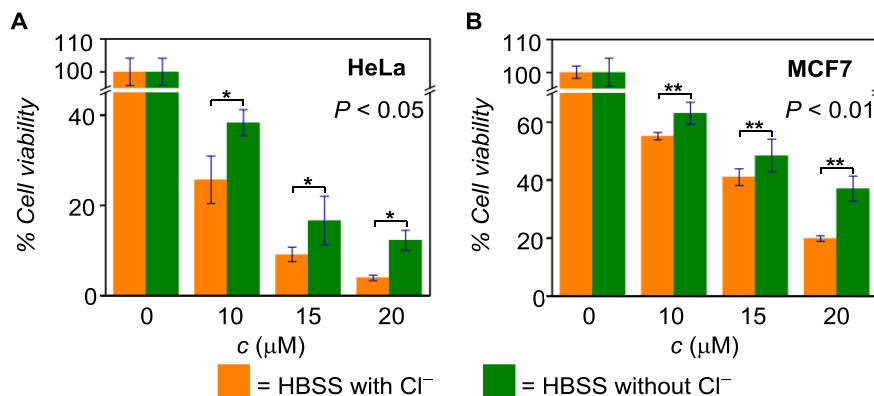 A
B
110
100
40
20
0
% Cell viability
HeLa
P < 0.05
*
*
*
0 10 15 20
c (μM)
110
100
60
40
20
0
% Cell viability
MCF7
P < 0.01
**
**
**
0 10 15 20
c (μM)
= HBSS with Cl⁻
= HBSS without Cl⁻